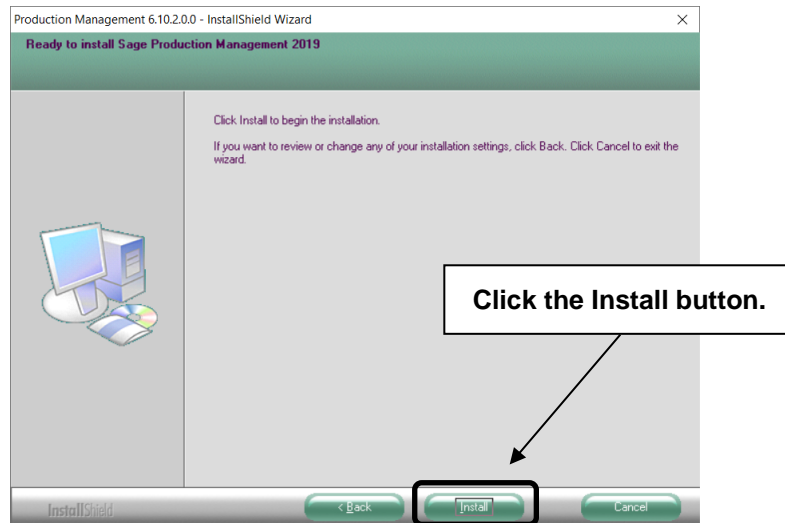 Production Management 6.10.2.0.0 - InstallShield Wizard
Ready to install Sage Production Management 2019
Click Install to begin the installation.
If you want to review or change any of your installation settings, click Back. Click Cancel to exit the
wizard.
Click the Install button.
InstallShield
< Back
Install
Cancel